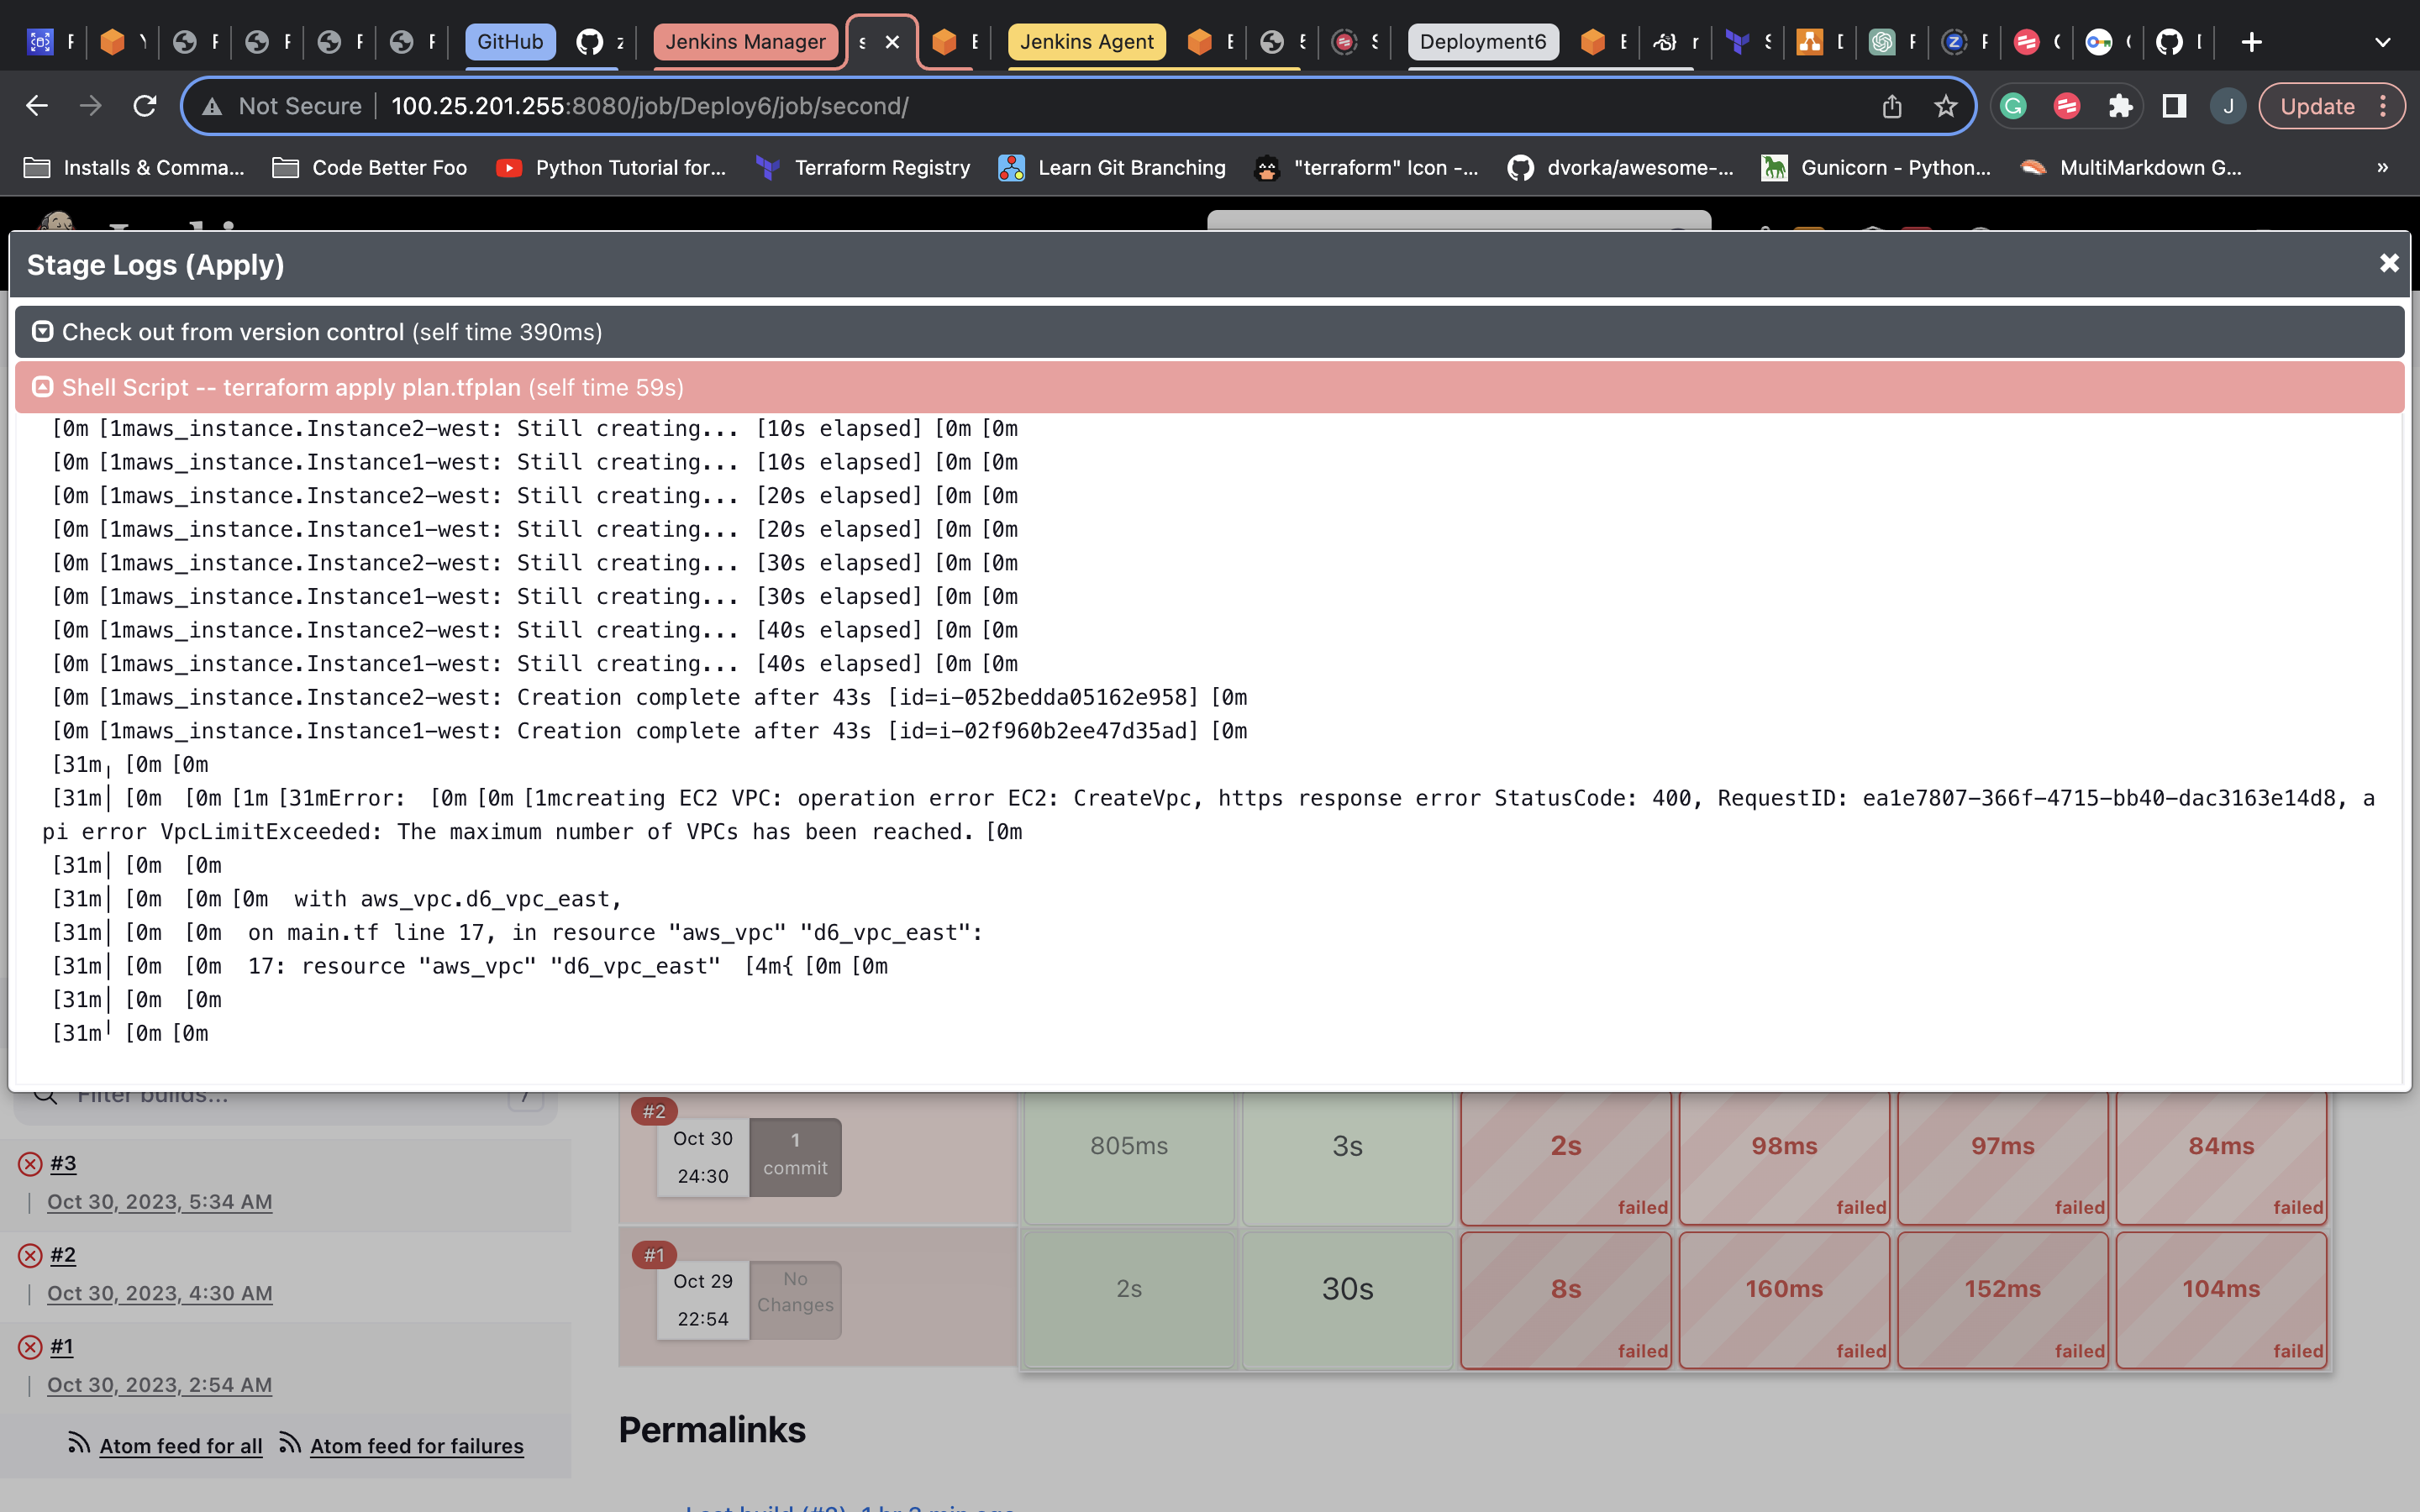 GitHub
Jenkins Manager
Jenkins Agent
Deployment6
Not Secure
100.25.201.255:8080/job/Deploy6/job/second/
J
Update
Installs & Comma...
Code Better Foo
Python Tutorial for...
Terraform Registry
Learn Git Branching
"terraform" Icon -...
dvorka/awesome-...
Gunicorn - Python...
MultiMarkdown G...
»
Stage Logs (Apply)
Check out from version control (self time 390ms)
Shell Script -- terraform apply plan.tfplan (self time 59s)
[0m [1maws_instance.Instance2-west: Still creating... [10s elapsed] [0m [0m
[0m [1maws_instance.Instance1-west: Still creating... [10s elapsed] [0m [0m
[0m [1maws_instance.Instance2-west: Still creating... [20s elapsed] [0m [0m
[0m [1maws_instance.Instance1-west: Still creating... [20s elapsed] [0m [0m
[0m [1maws_instance.Instance2-west: Still creating... [30s elapsed] [0m [0m
[0m [1maws_instance.Instance1-west: Still creating... [30s elapsed] [0m [0m
[0m [1maws_instance.Instance2-west: Still creating... [40s elapsed] [0m [0m
[0m [1maws_instance.Instance1-west: Still creating... [40s elapsed] [0m [0m
[0m [1maws_instance.Instance2-west: Creation complete after 43s [id=i-052bedda05162e958] [0m
[0m [1maws_instance.Instance1-west: Creation complete after 43s [id=i-02f960b2ee47d35ad] [0m
[31m╷ [0m [0m
[31m│ [0m [0m [1m [31mError: [0m [0m [1mcreating EC2 VPC: operation error EC2: CreateVpc, https response error StatusCode: 400, RequestID: ea1e7807-366f-4715-bb40-dac3163e14d8, a
pi error VpcLimitExceeded: The maximum number of VPCs has been reached. [0m
[31m│ [0m [0m
[31m│ [0m [0m [0m with aws_vpc.d6_vpc_east,
[31m│ [0m [0m on main.tf line 17, in resource "aws_vpc" "d6_vpc_east":
[31m│ [0m [0m 17: resource "aws_vpc" "d6_vpc_east" [4m{ [0m [0m
[31m│ [0m [0m
[31m╵ [0m [0m
Filter builds...
/
#3
Oct 30, 2023, 5:34 AM
#2
Oct 30, 2023, 4:30 AM
#1
Oct 30, 2023, 2:54 AM
Atom feed for all
Atom feed for failures
#2
Oct 30
24:30
1
commit
805ms
3s
2s
failed
98ms
failed
97ms
failed
84ms
failed
#1
Oct 29
22:54
No
Changes
2s
30s
8s
failed
160ms
failed
152ms
failed
104ms
failed
Permalinks